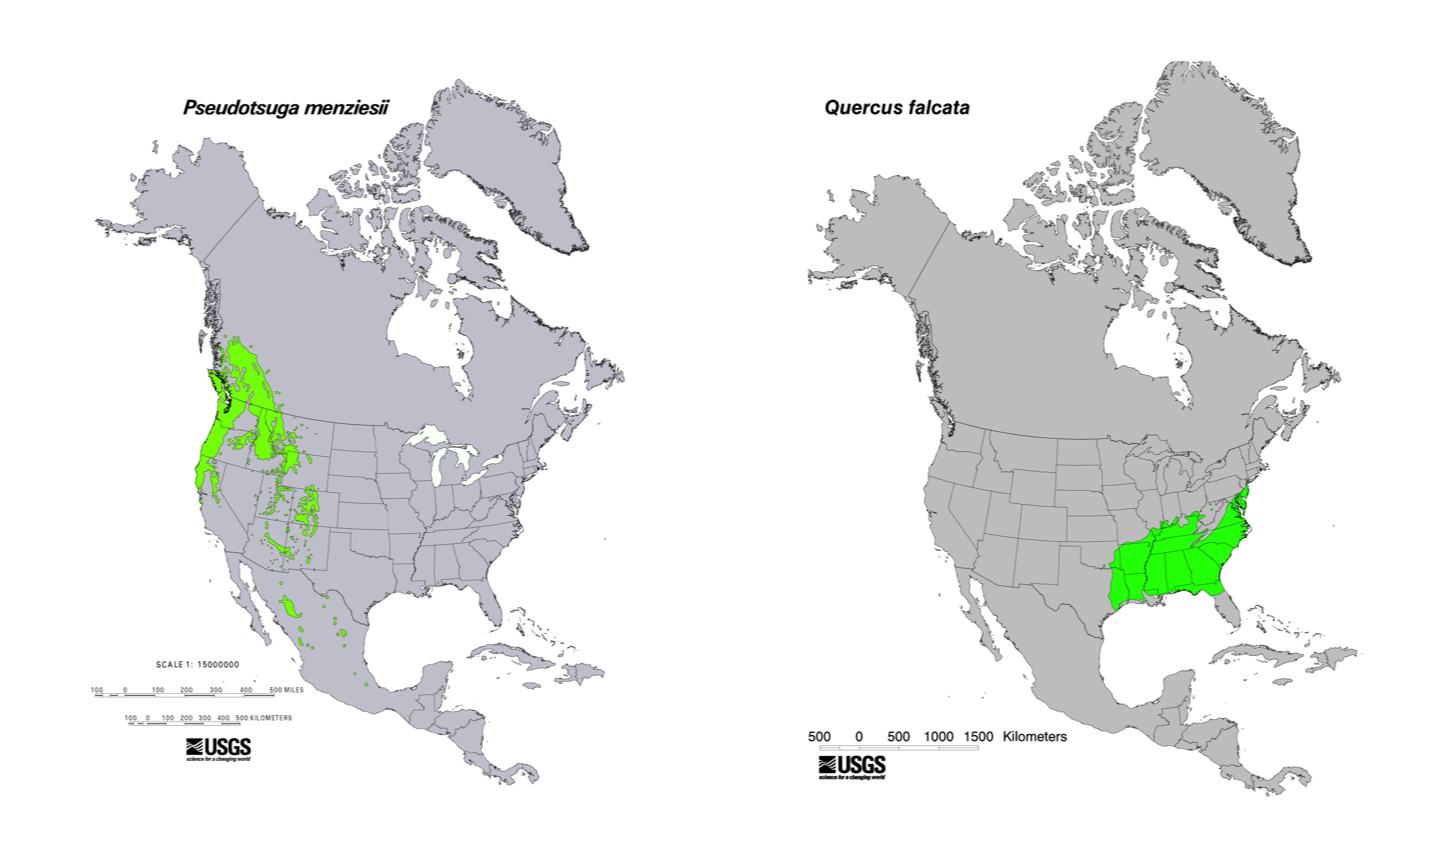 Pseudotsuga menziesii
SCALE 1: 15000000
100 0 100 200 300 400 500 MILES
100 0 100 200 300 400 500 KILOMETERS
USGS
science for a changing world
Quercus falcata
500 0 500 1000 1500 Kilometers
USGS
science for a changing world